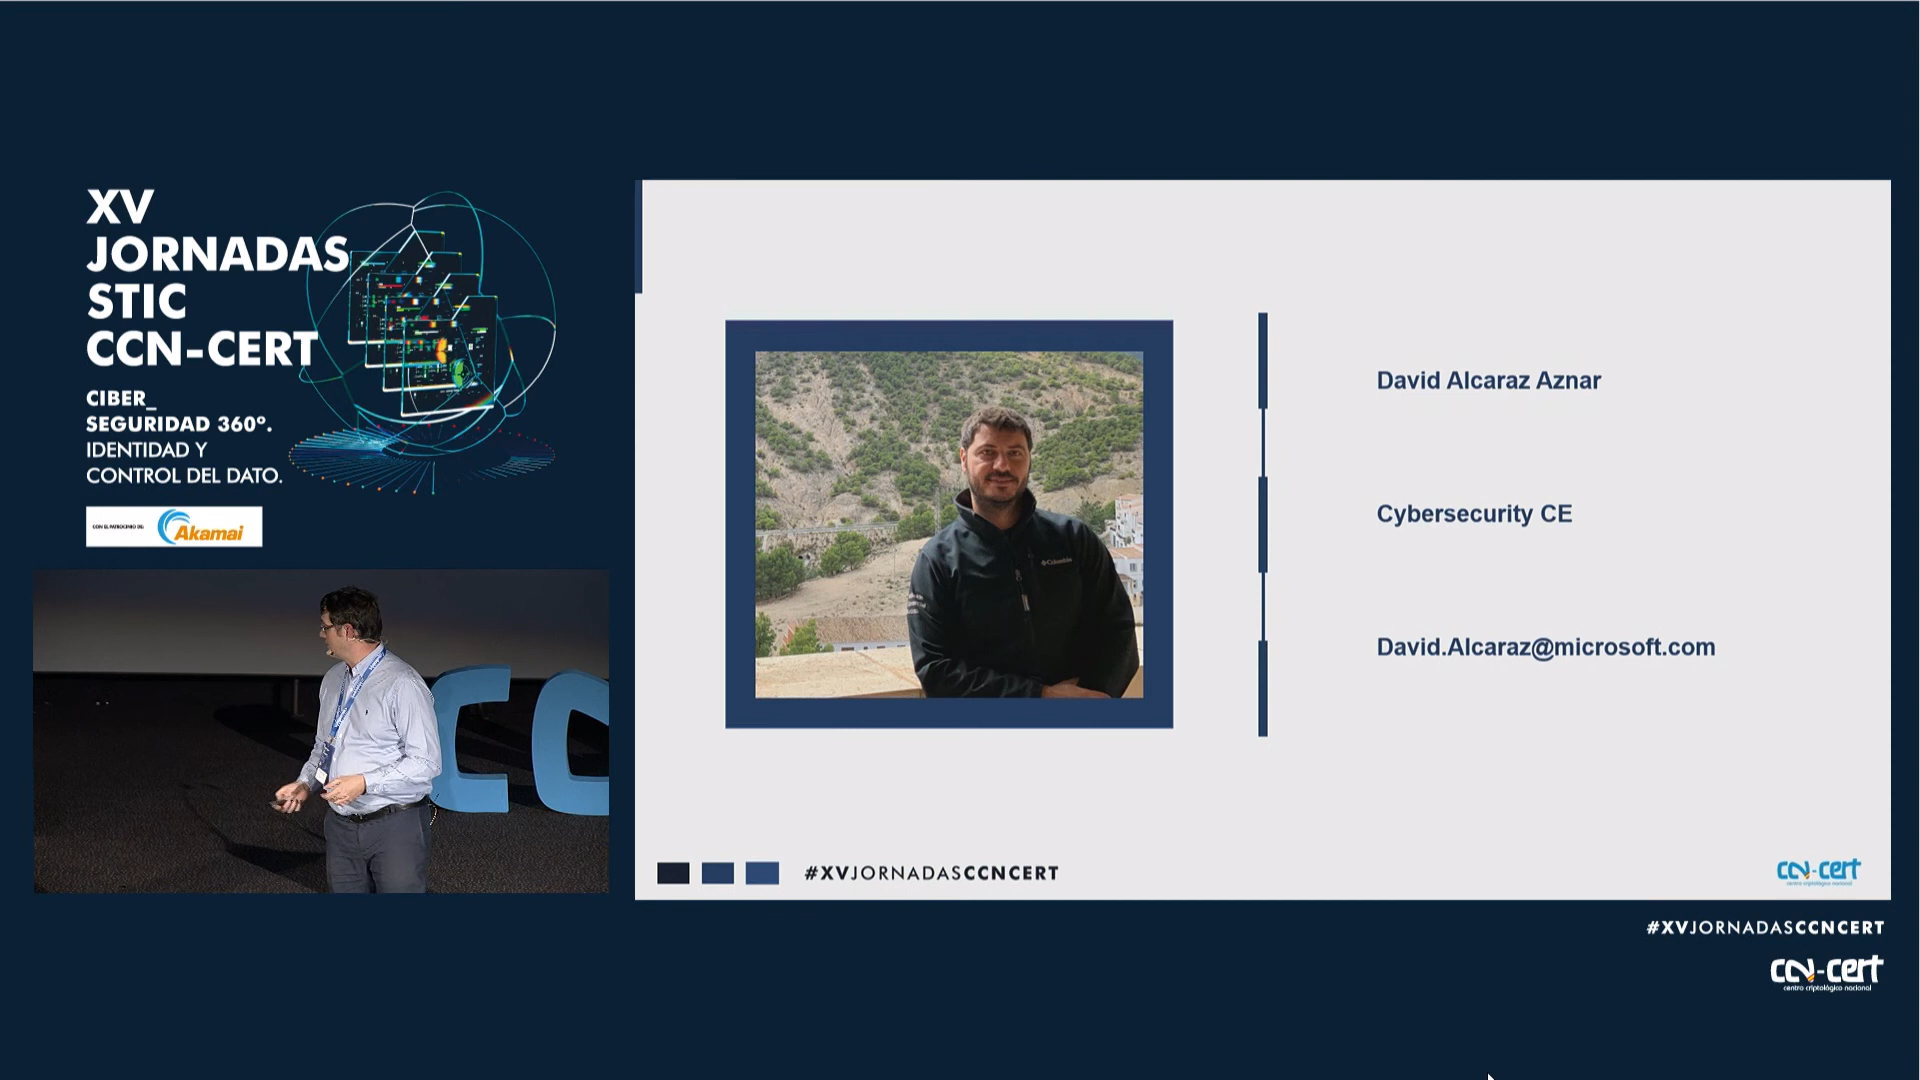 XV
JORNADAS
STIC
CCN-CERT
CIBER_
SEGURIDAD 360º.
IDENTIDAD Y
CONTROL DEL DATO.
CON EL PATROCINIO DE:
Akamai
CC
David Alcaraz Aznar
Cybersecurity CE
David.Alcaraz@microsoft.com
Columbia
#XVJORNADASCCNCERT
ccn-cert
centro criptológico nacional
#XVJORNADASCCNCERT
ccn-cert
centro criptológico nacional